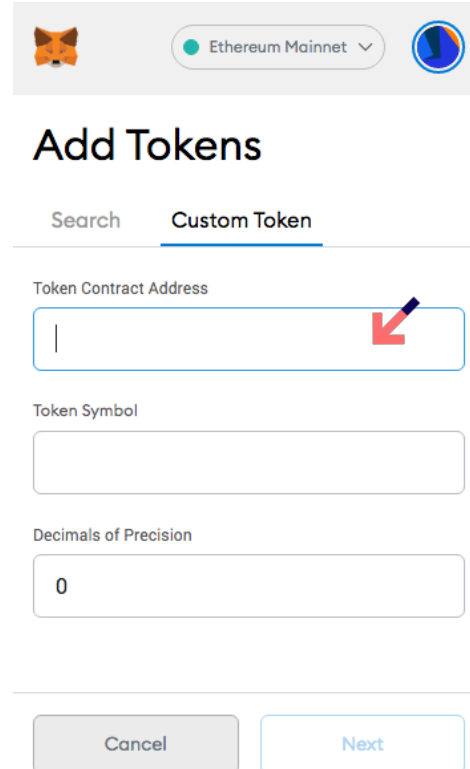 Ethereum Mainnet
Add Tokens
Search Custom Token
Token Contract Address
Token Symbol
Decimals of Precision
0
Cancel Next